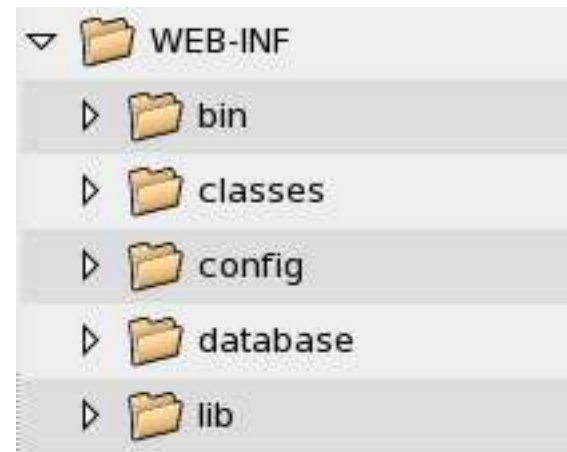 WEB-INF
bin
classes
config
database
lib